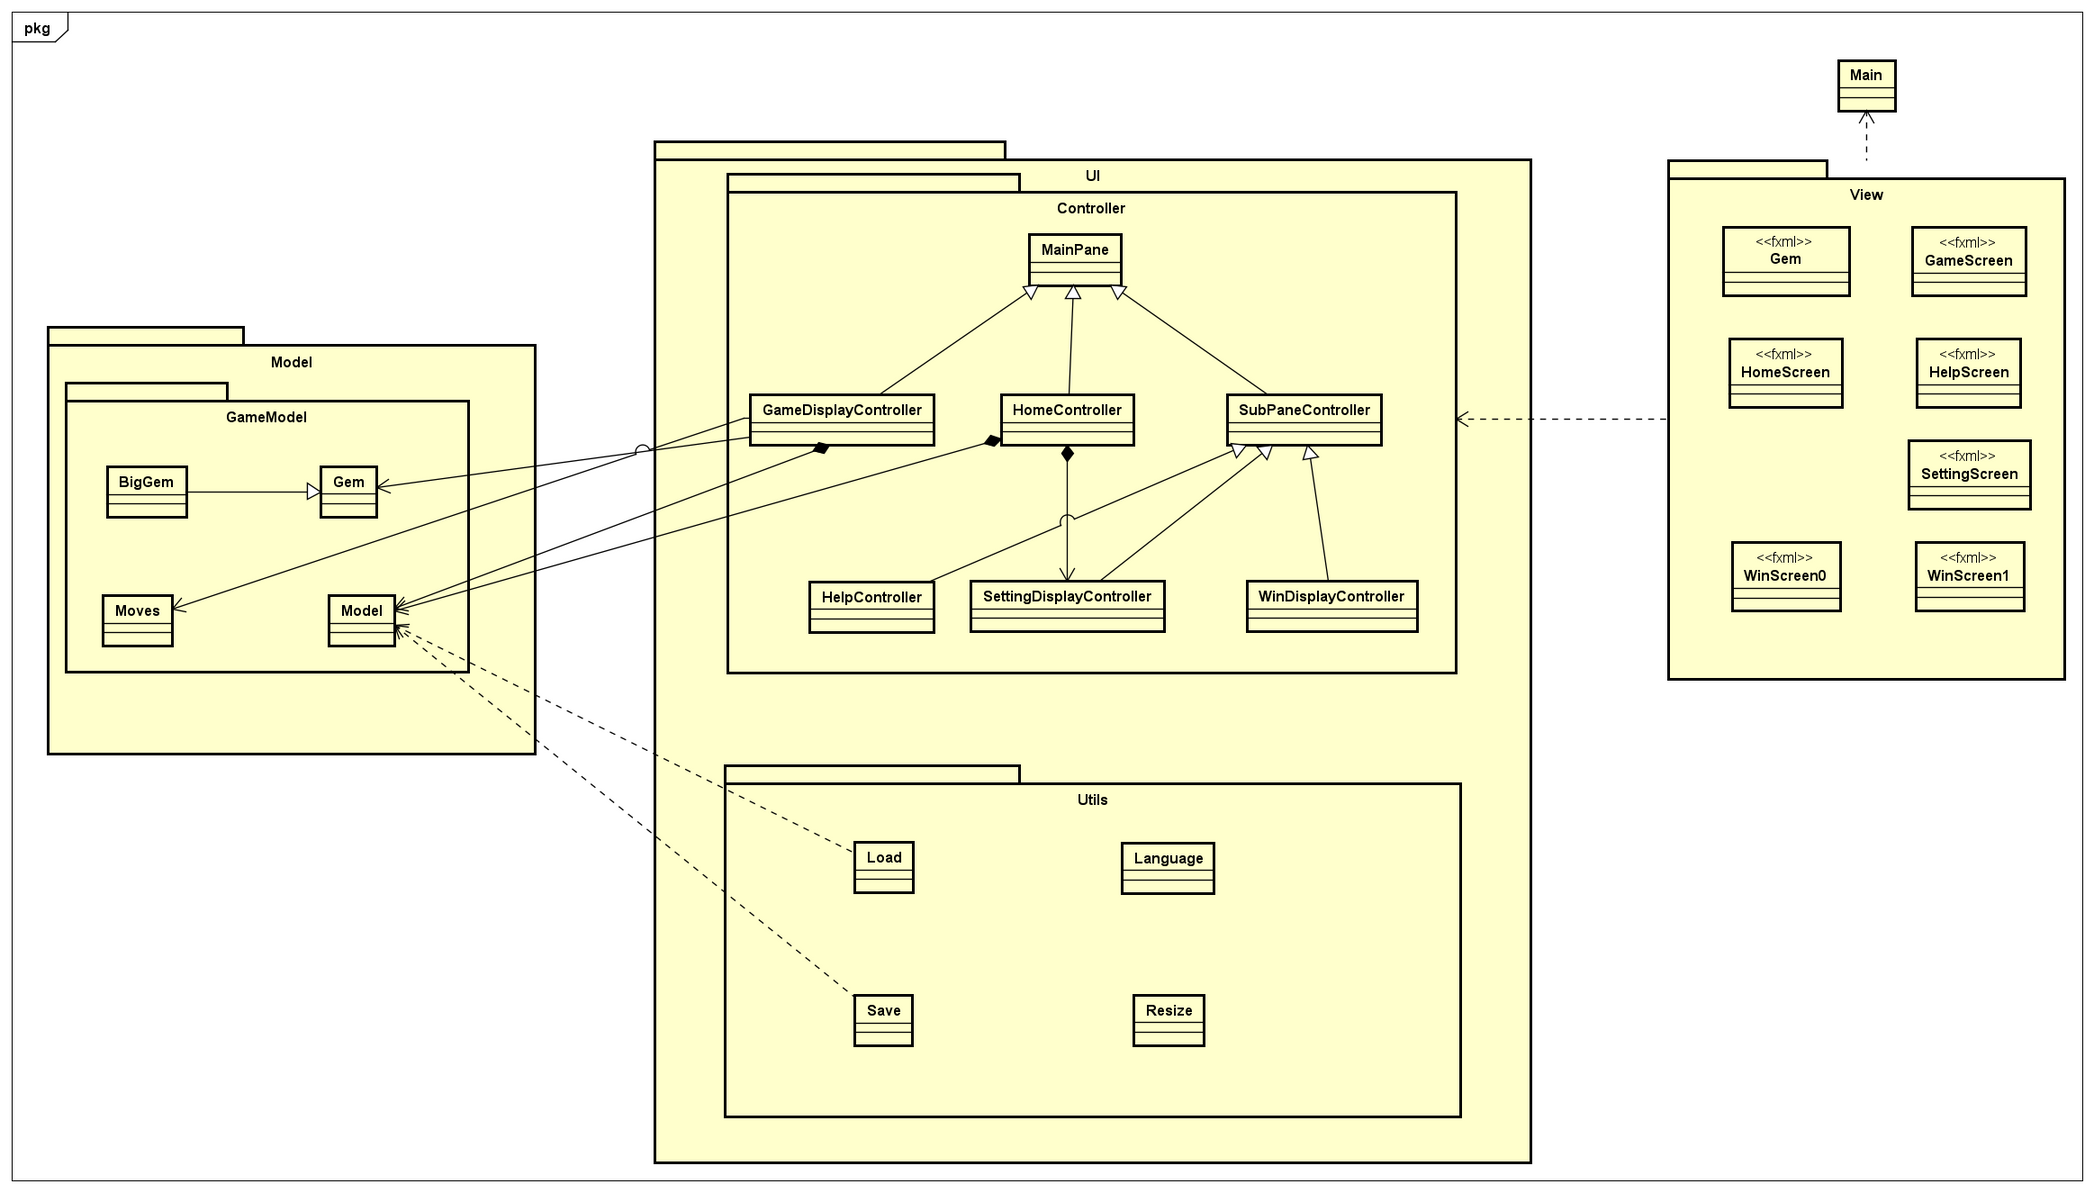 pkg
Main
UI
View
Controller
<<fxml>>
Gem
<<fxml>>
GameScreen
MainPane
<<fxml>>
HomeScreen
<<fxml>>
HelpScreen
Model
GameModel
GameDisplayController
HomeController
SubPaneController
<<fxml>>
SettingScreen
BigGem
Gem
<<fxml>>
WinScreen0
<<fxml>>
WinScreen1
Moves
Model
HelpController
SettingDisplayController
WinDisplayController
Utils
Load
Language
Save
Resize